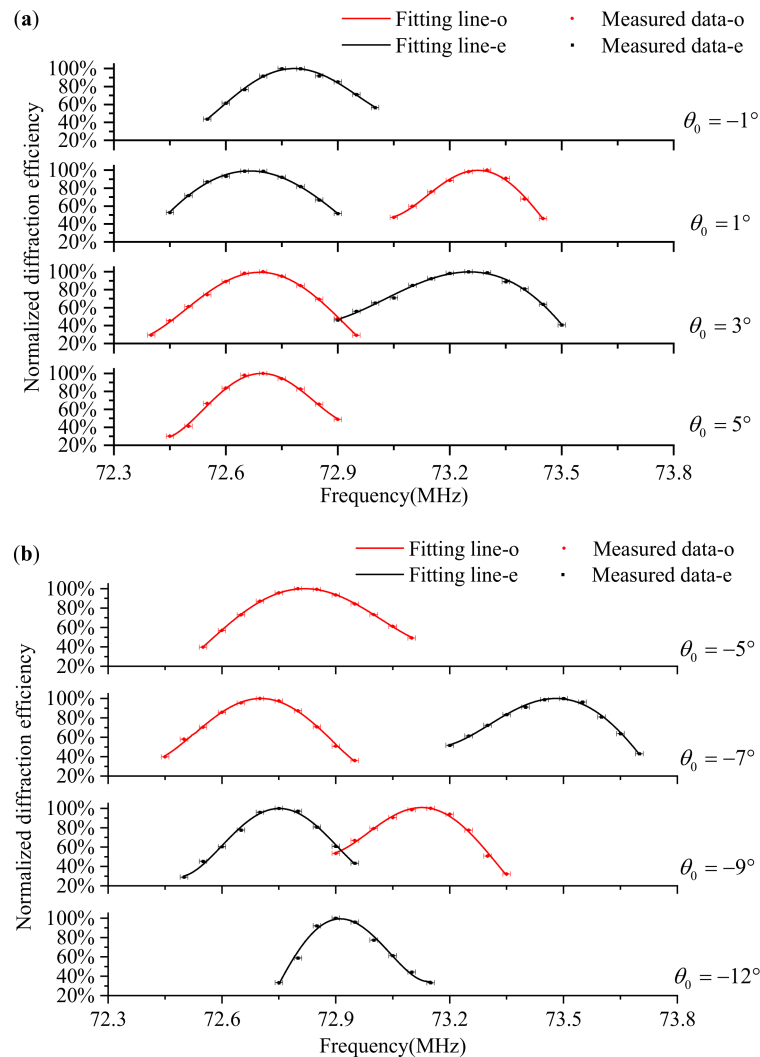 (a)
Fitting line-o Measured data-o
Fitting line-e Measured data-e
Normalized diffraction efficiency
100%
80%
60%
40%
20%
θ₀ = −1°
100%
80%
60%
40%
20%
θ₀ = 1°
100%
80%
60%
40%
20%
θ₀ = 3°
100%
80%
60%
40%
20%
θ₀ = 5°
72.3 72.6 72.9 73.2 73.5 73.8
Frequency(MHz)
(b)
Fitting line-o Measured data-o
Fitting line-e Measured data-e
Normalized diffraction efficiency
100%
80%
60%
40%
20%
θ₀ = −5°
100%
80%
60%
40%
20%
θ₀ = −7°
100%
80%
60%
40%
20%
θ₀ = −9°
100%
80%
60%
40%
20%
θ₀ = −12°
72.3 72.6 72.9 73.2 73.5 73.8
Frequency(MHz)